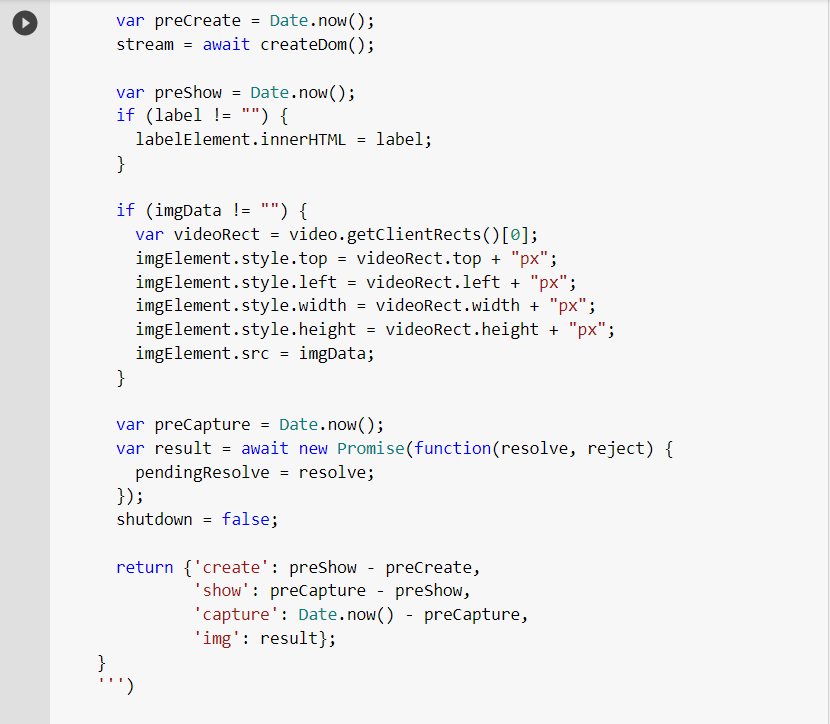 var preCreate = Date.now();
stream = await createDom();

var preShow = Date.now();
if (label != "") {
  labelElement.innerHTML = label;
}

if (imgData != "") {
  var videoRect = video.getClientRects()[0];
  imgElement.style.top = videoRect.top + "px";
  imgElement.style.left = videoRect.left + "px";
  imgElement.style.width = videoRect.width + "px";
  imgElement.style.height = videoRect.height + "px";
  imgElement.src = imgData;
}

var preCapture = Date.now();
var result = await new Promise(function(resolve, reject) {
  pendingResolve = resolve;
});
shutdown = false;

return {'create': preShow - preCreate,
        'show': preCapture - preShow,
        'capture': Date.now() - preCapture,
        'img': result};
}
''')